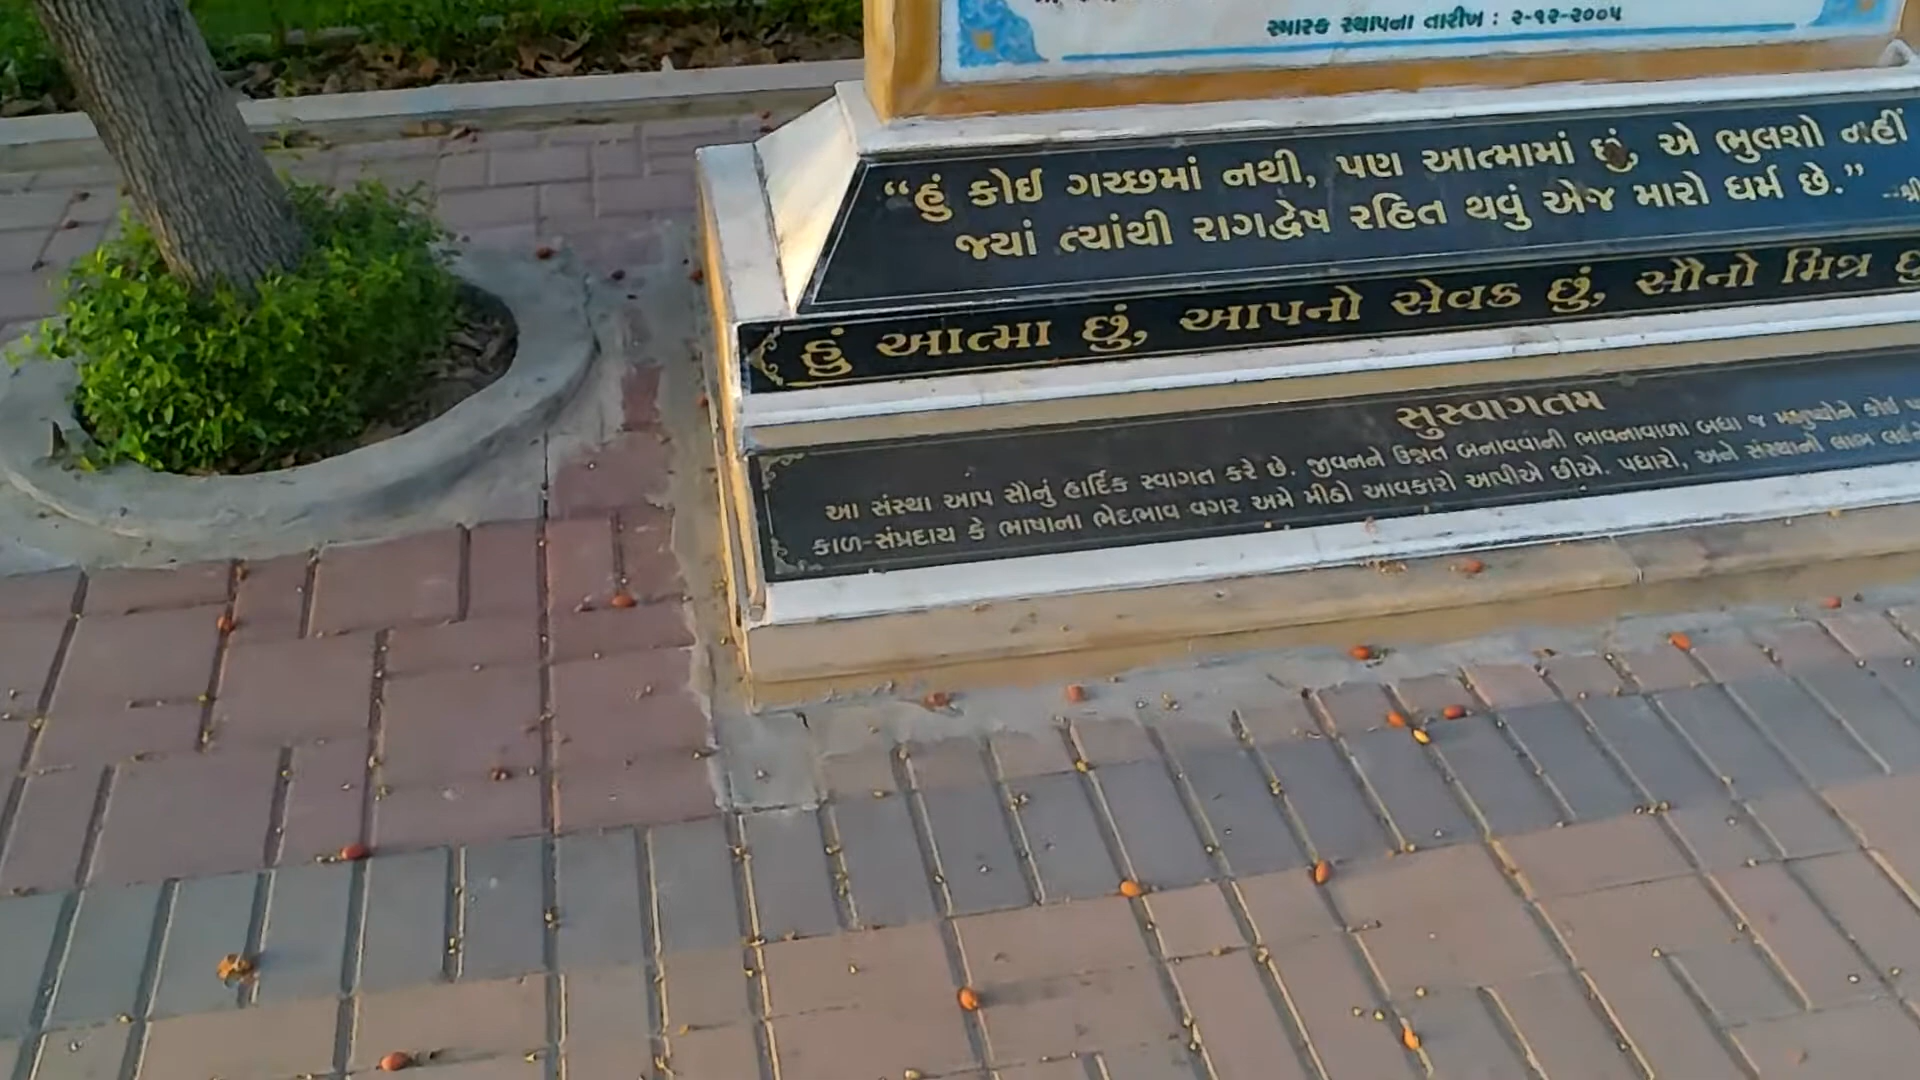 સ્મારક સ્થાપના તારીખ : ૨-૧૨-૨૦૦૫
“હું કોઈ ગચ્છમાં નથી, પણ આત્મામાં છું, એ ભુલશો નહીં
જ્યાં ત્યાંથી રાગદ્વેષ રહિત થવું એજ મારો ધર્મ છે.” --શ્રી
હું આત્મા છું, આપનો સેવક છું, સૌનો મિત્ર છું
સુસ્વાગતમ
આ સંસ્થા આપ સૌનું હાર્દિક સ્વાગત કરે છે. જીવનને ઉન્નત બનાવવાની ભાવનાવાળા બધા જ મનુષ્યોને કોઈ
કાળ-સંપ્રદાય કે ભાષાના ભેદભાવ વગર અમે મીઠો આવકારો આપીએ છીએ. પધારો, અને સંસ્થાનો લાભ લઈને